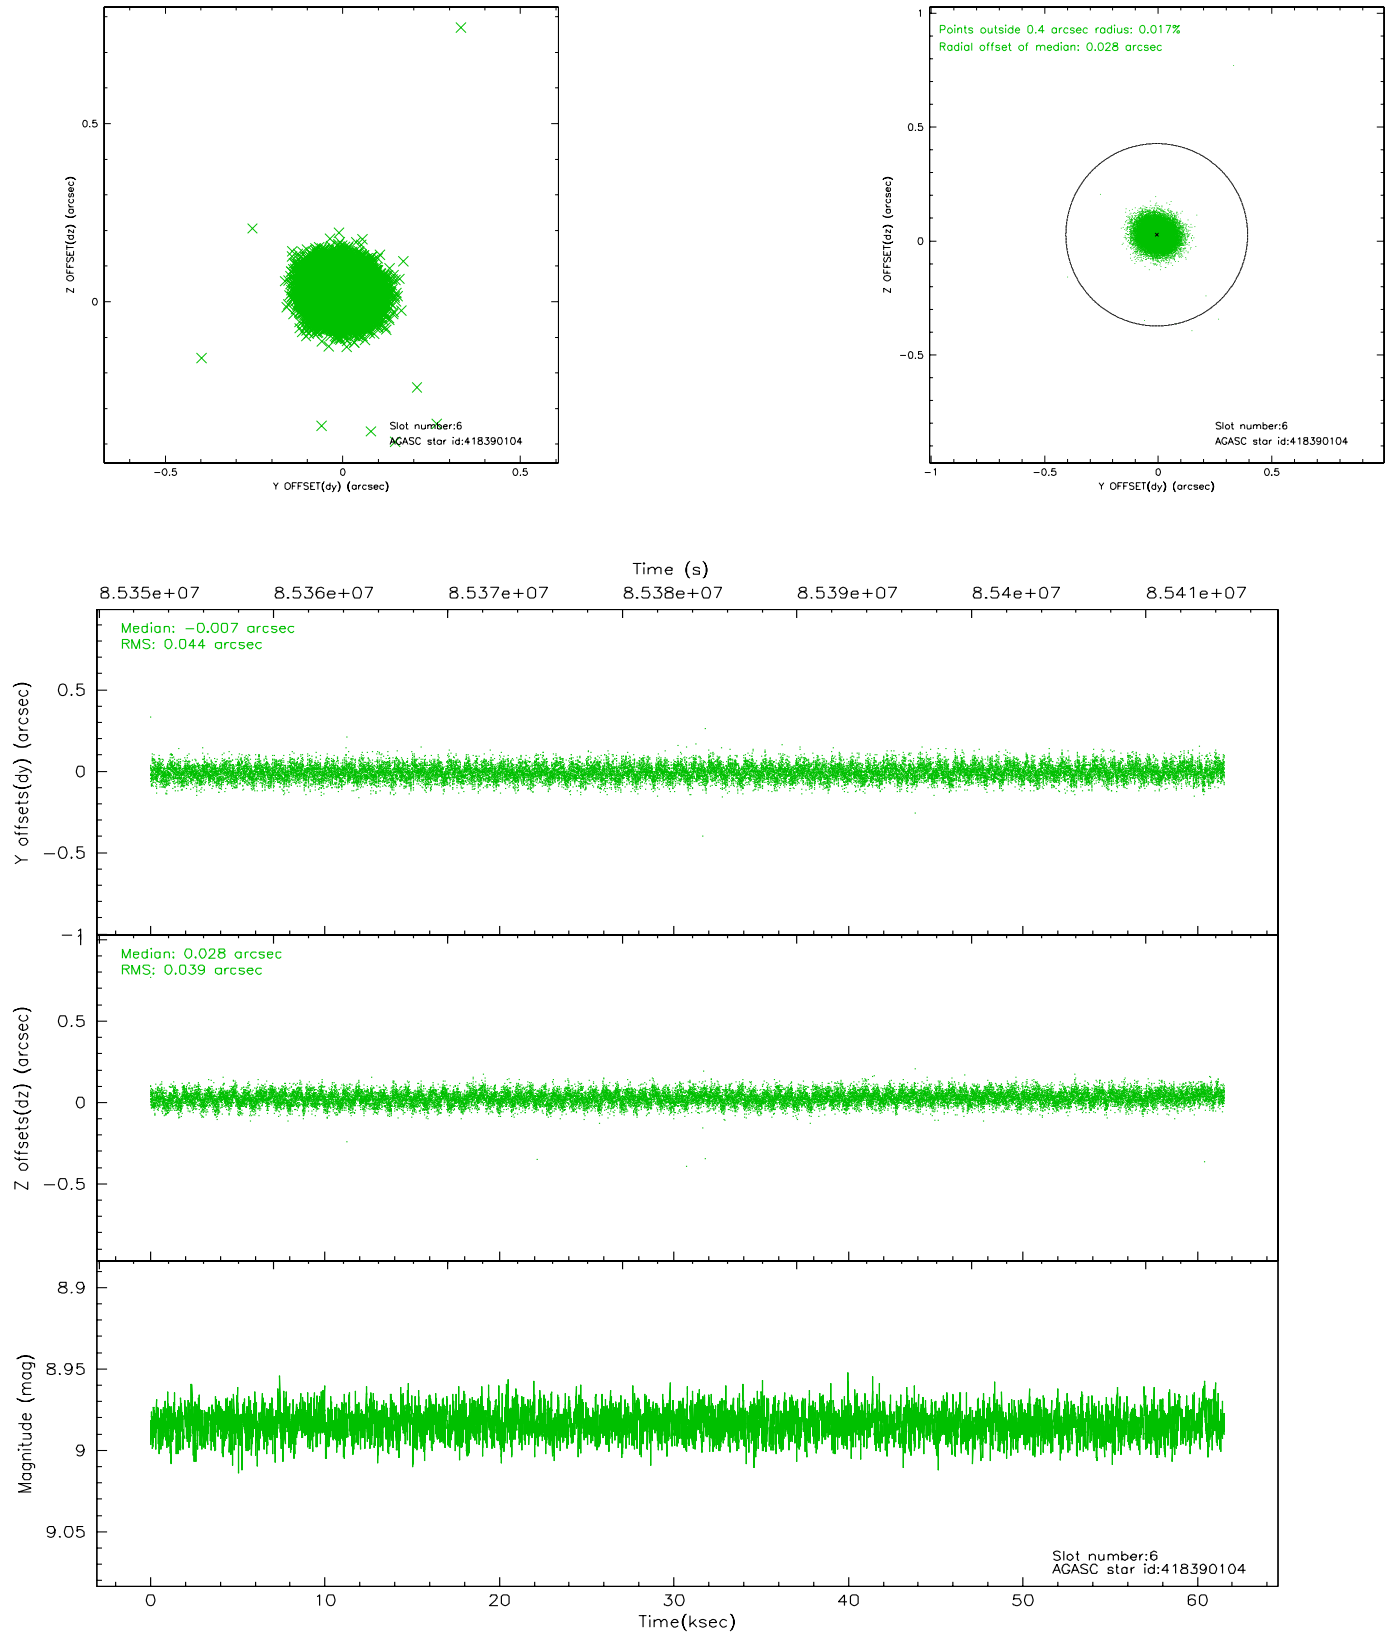 0.5
0
Z OFFSET(dz) (arcsec)
Slot number:6
AGASC star id:418390104
−0.5
0
0.5
Y OFFSET(dy) (arcsec)
Points outside 0.4 arcsec radius: 0.017%
Radial offset of median: 0.028 arcsec
1
0.5
0
−0.5
Z OFFSET(dz) (arcsec)
Slot number:6
AGASC star id:418390104
−1
−0.5
0
0.5
Y OFFSET(dy) (arcsec)
Time (s)
8.535e+07
8.536e+07
8.537e+07
8.538e+07
8.539e+07
8.54e+07
8.541e+07
Median: −0.007 arcsec
RMS: 0.044 arcsec
0.5
0
−0.5
−1
Y offsets(dy) (arcsec)
Median: 0.028 arcsec
RMS: 0.039 arcsec
1
0.5
0
−0.5
Z offsets(dz) (arcsec)
8.9
8.95
9
9.05
Magnitude (mag)
Slot number:6
AGASC star id:418390104
0
10
20
30
40
50
60
Time(ksec)